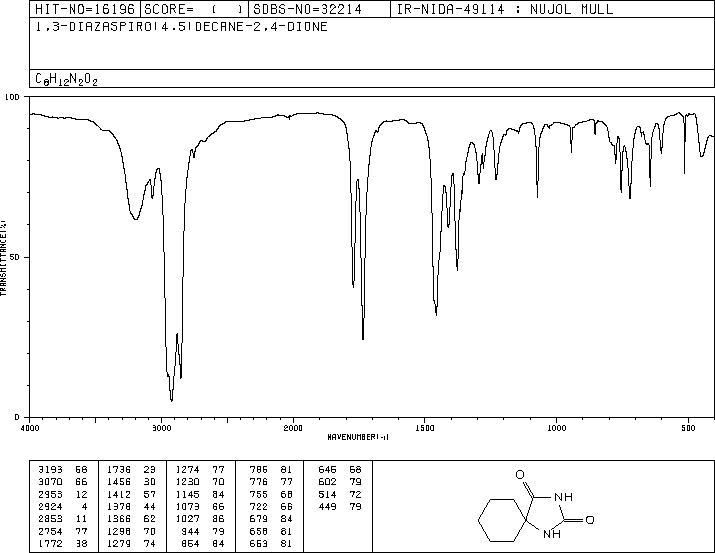 HIT-NO=16196 SCORE= ( ) SDBS-NO=32214 IR-NIDA-49114 : NUJOL MULL
1,3-DIAZASPIRO(4.5)DECANE-2,4-DIONE
C8H12N2O2
100
50
0
TRANSMITTANCE(%)
4000 3000 2000 1500 1000 500
WAVENUMBER(-1)
3193 58 1736 23 1274 77 785 81 645 58
3070 66 1456 30 1230 70 776 77 602 79
2953 12 1412 57 1145 84 755 68 514 72
2924 4 1378 44 1073 66 722 66 449 79
2853 11 1366 62 1027 86 679 84
2754 77 1298 70 944 79 658 81
1772 38 1279 74 854 84 653 81
O
NH
O
NH